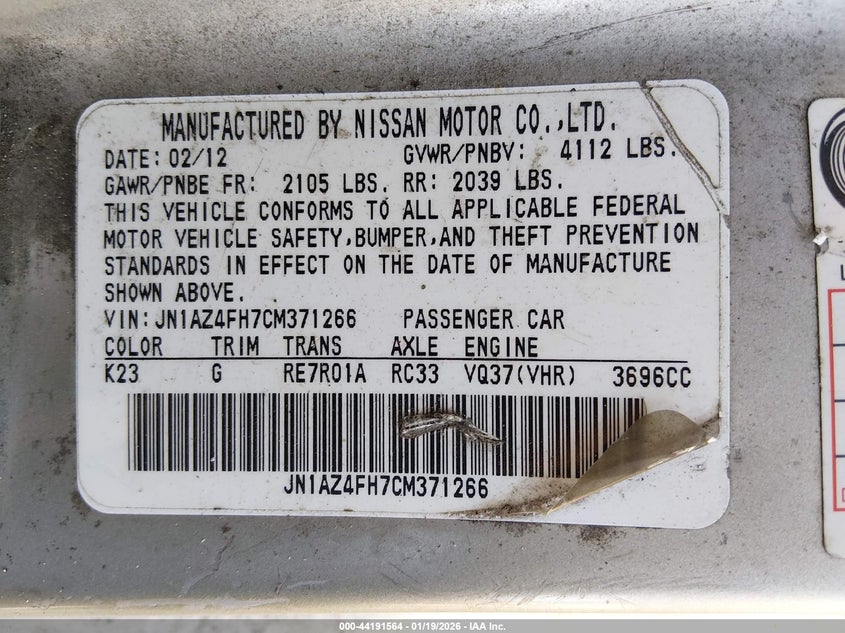 MANUFACTURED BY NISSAN MOTOR CO.,LTD.
DATE: 02/12 GVWR/PNBV: 4112 LBS.
GAWR/PNBE FR: 2105 LBS. RR: 2039 LBS.
THIS VEHICLE CONFORMS TO ALL APPLICABLE FEDERAL
MOTOR VEHICLE SAFETY,BUMPER,AND THEFT PREVENTION
STANDARDS IN EFFECT ON THE DATE OF MANUFACTURE
SHOWN ABOVE.
VIN: JN1AZ4FH7CM371266 PASSENGER CAR
COLOR TRIM TRANS AXLE ENGINE
K23 G RE7R01A RC33 VQ37(VHR) 3696CC
JN1AZ4FH7CM371266
000-44191564 - 01/19/2026 - IAA Inc.